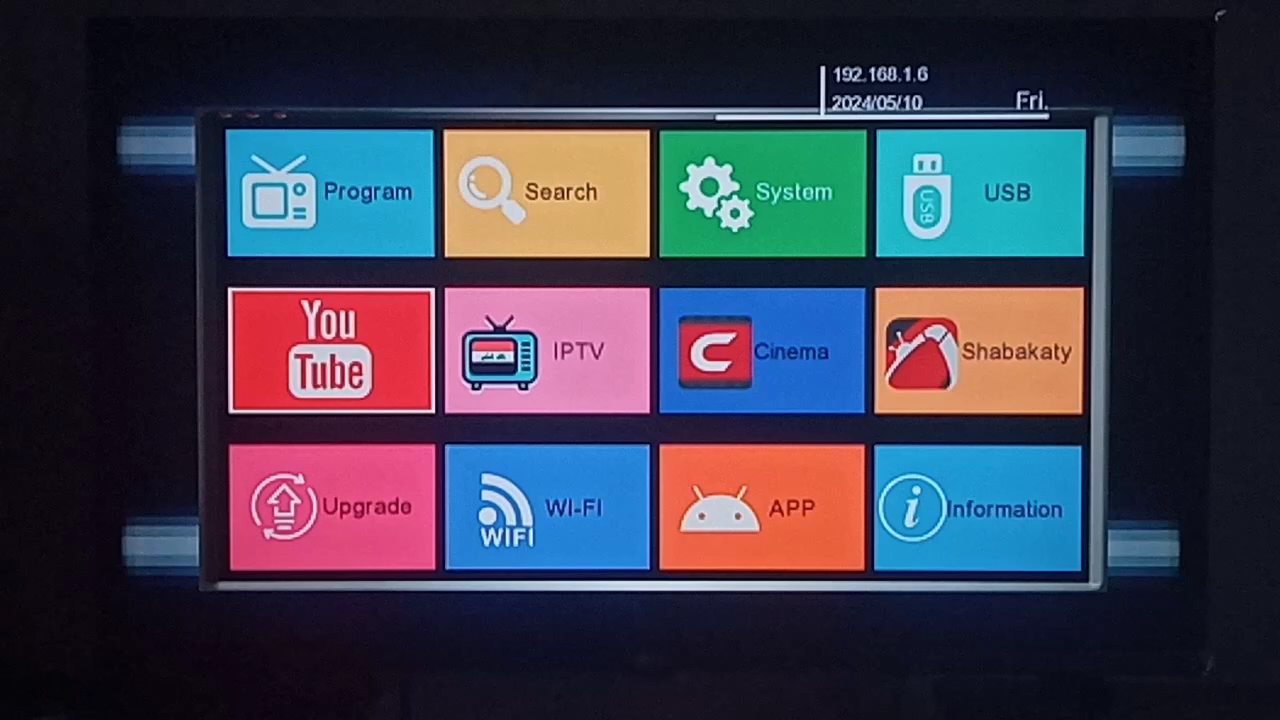 192.168.1.6
2024/05/10 Fri.
Program
Search
System
USB
USB
You
Tube
IPTV
Cinema
Shabakaty
Upgrade
WIFI
WI-FI
APP
Information